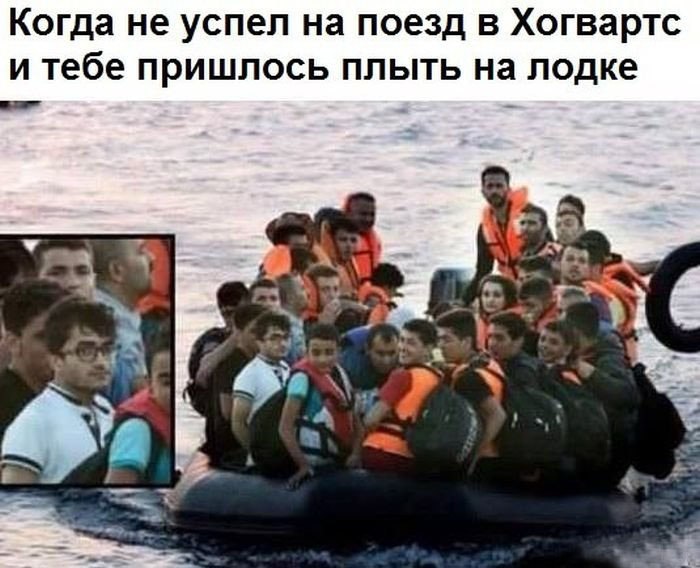 Когда не успел на поезд в Хогвартс
и тебе пришлось плыть на лодке